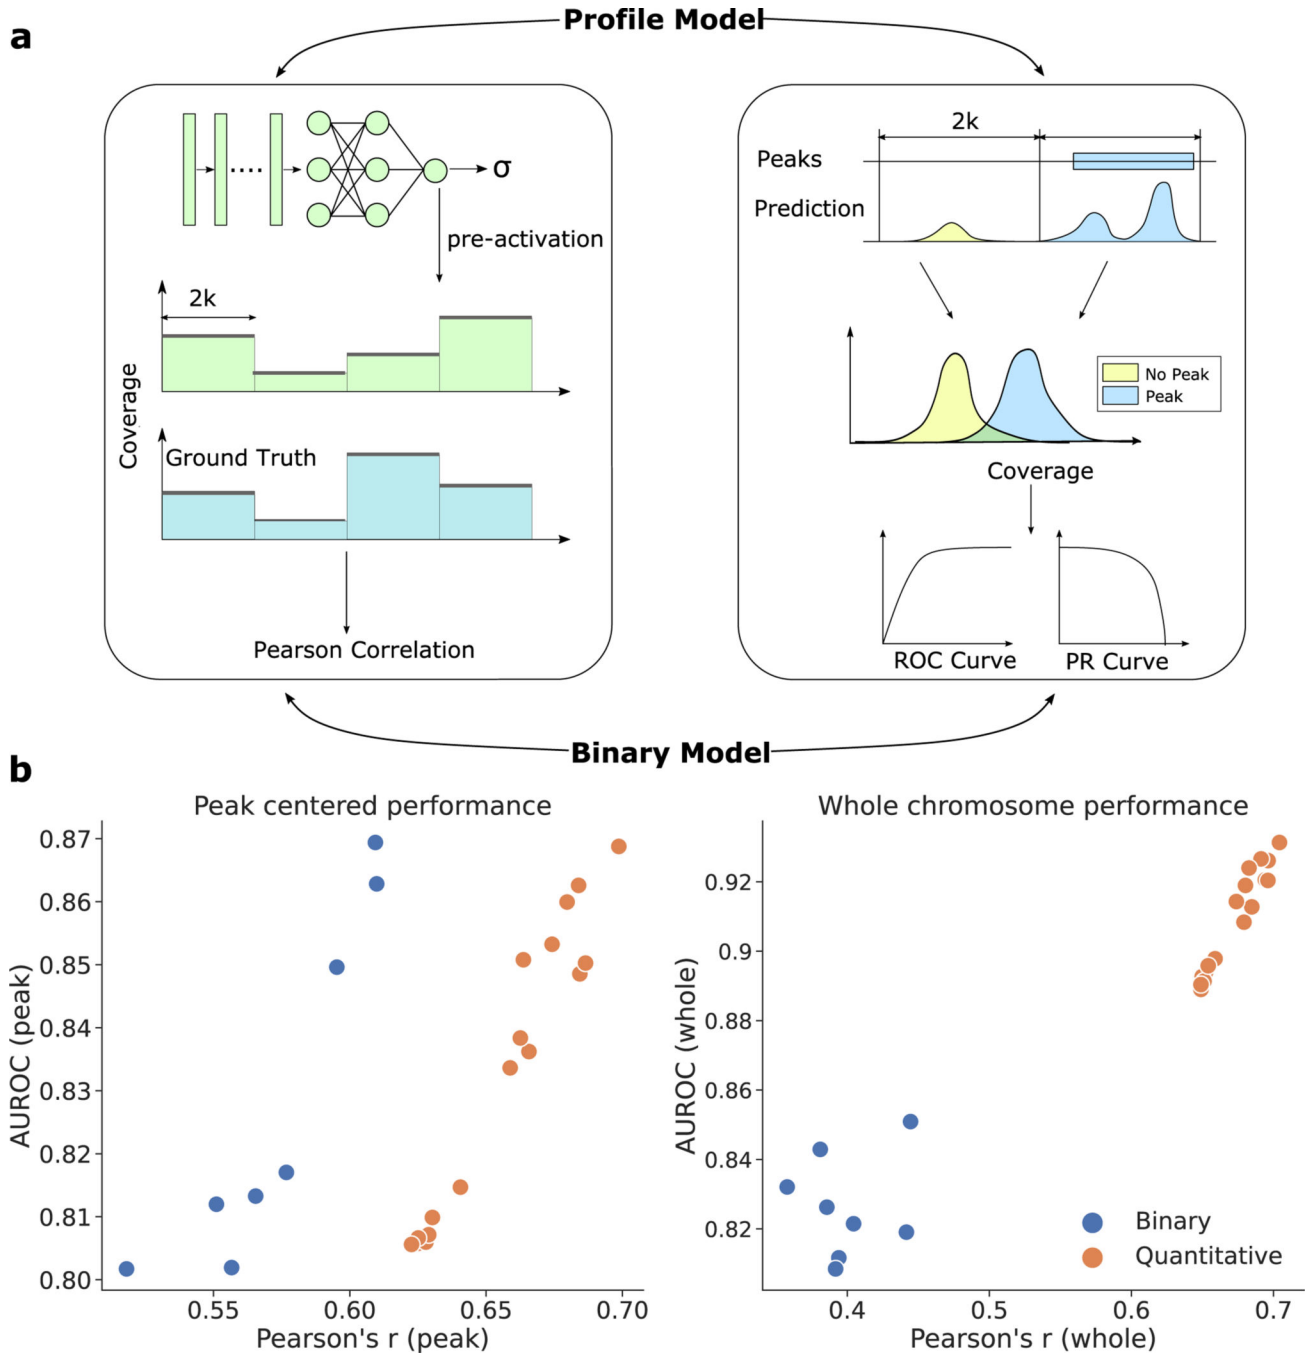 a
Profile Model
σ
pre-activation
2k
Coverage
Ground Truth
Pearson Correlation
2k
Peaks
Prediction
No Peak
Peak
Coverage
ROC Curve
PR Curve
Binary Model
b
Peak centered performance
0.87
0.86
0.85
0.84
0.83
0.82
0.81
0.80
AUROC (peak)
0.55 0.60 0.65 0.70
Pearson's r (peak)
Whole chromosome performance
0.92
0.9
0.88
0.86
0.84
0.82
AUROC (whole)
Binary
Quantitative
0.4 0.5 0.6 0.7
Pearson's r (whole)